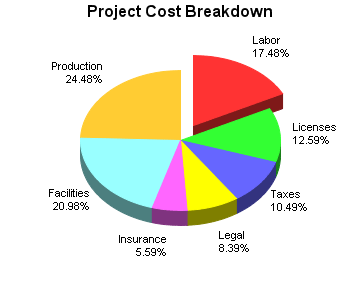 Project Cost Breakdown
Labor
17.48%
Production
24.48%
Licenses
12.59%
Facilities
20.98%
Taxes
10.49%
Insurance
5.59%
Legal
8.39%